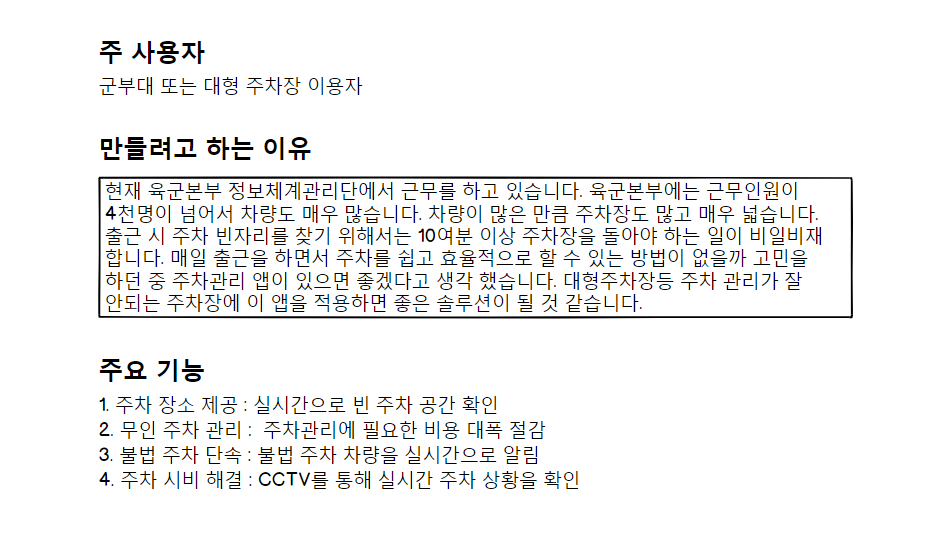 주 사용자
군부대 또는 대형 주차장 이용자
만들려고 하는 이유
현재 육군본부 정보체계관리단에서 근무를 하고 있습니다. 육군본부에는 근무인원이
4천명이 넘어서 차량도 매우 많습니다. 차량이 많은 만큼 주차장도 많고 매우 넓습니다.
출근 시 주차 빈자리를 찾기 위해서는 10여분 이상 주차장을 돌아야 하는 일이 비일비재
합니다. 매일 출근을 하면서 주차를 쉽고 효율적으로 할 수 있는 방법이 없을까 고민을
하던 중 주차관리 앱이 있으면 좋겠다고 생각 했습니다. 대형주차장등 주차 관리가 잘
안되는 주차장에 이 앱을 적용하면 좋은 솔루션이 될 것 같습니다.
주요 기능
1. 주차 장소 제공 : 실시간으로 빈 주차 공간 확인
2. 무인 주차 관리 :  주차관리에 필요한 비용 대폭 절감
3. 불법 주차 단속 : 불법 주차 차량을 실시간으로 알림
4. 주차 시비 해결 : CCTV를 통해 실시간 주차 상황을 확인